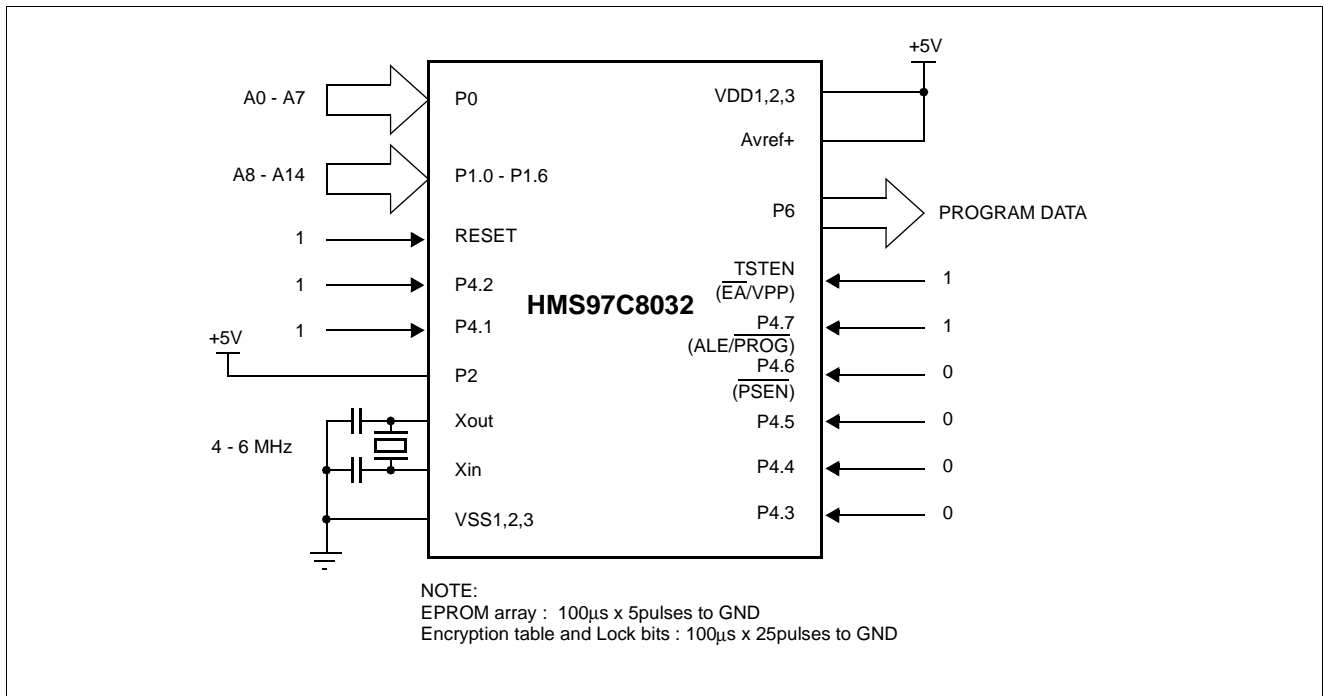 +5V
A0 - A7
P0
VDD1,2,3
Avref+
A8 - A14
P1.0 - P1.6
P6
PROGRAM DATA
1
RESET
1
P4.2
1
P4.1
HMS97C8032
TSTEN
(EA/VPP)
1
P4.7
(ALE/PROG)
1
P4.6
(PSEN)
0
+5V
P2
Xout
P4.5
0
4 - 6 MHz
Xin
P4.4
0
VSS1,2,3
P4.3
0
NOTE:
EPROM array : 100µs x 5pulses to GND
Encryption table and Lock bits : 100µs x 25pulses to GND